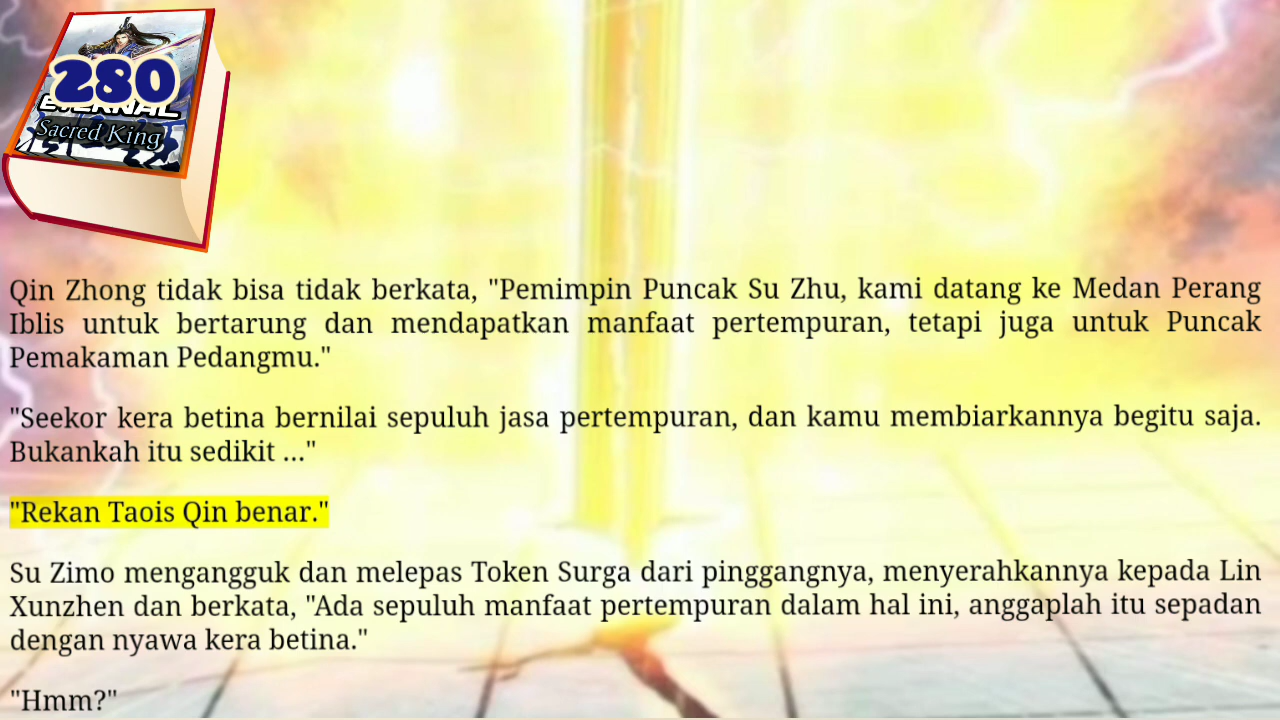 280
ETERNAL
Sacred King
Qin Zhong tidak bisa tidak berkata, "Pemimpin Puncak Su Zhu, kami datang ke Medan Perang
Iblis untuk bertarung dan mendapatkan manfaat pertempuran, tetapi juga untuk Puncak
Pemakaman Pedangmu."
"Seekor kera betina bernilai sepuluh jasa pertempuran, dan kamu membiarkannya begitu saja.
Bukankah itu sedikit ..."
"Rekan Taois Qin benar."
Su Zimo mengangguk dan melepas Token Surga dari pinggangnya, menyerahkannya kepada Lin
Xunzhen dan berkata, "Ada sepuluh manfaat pertempuran dalam hal ini, anggaplah itu sepadan
dengan nyawa kera betina."
"Hmm?"